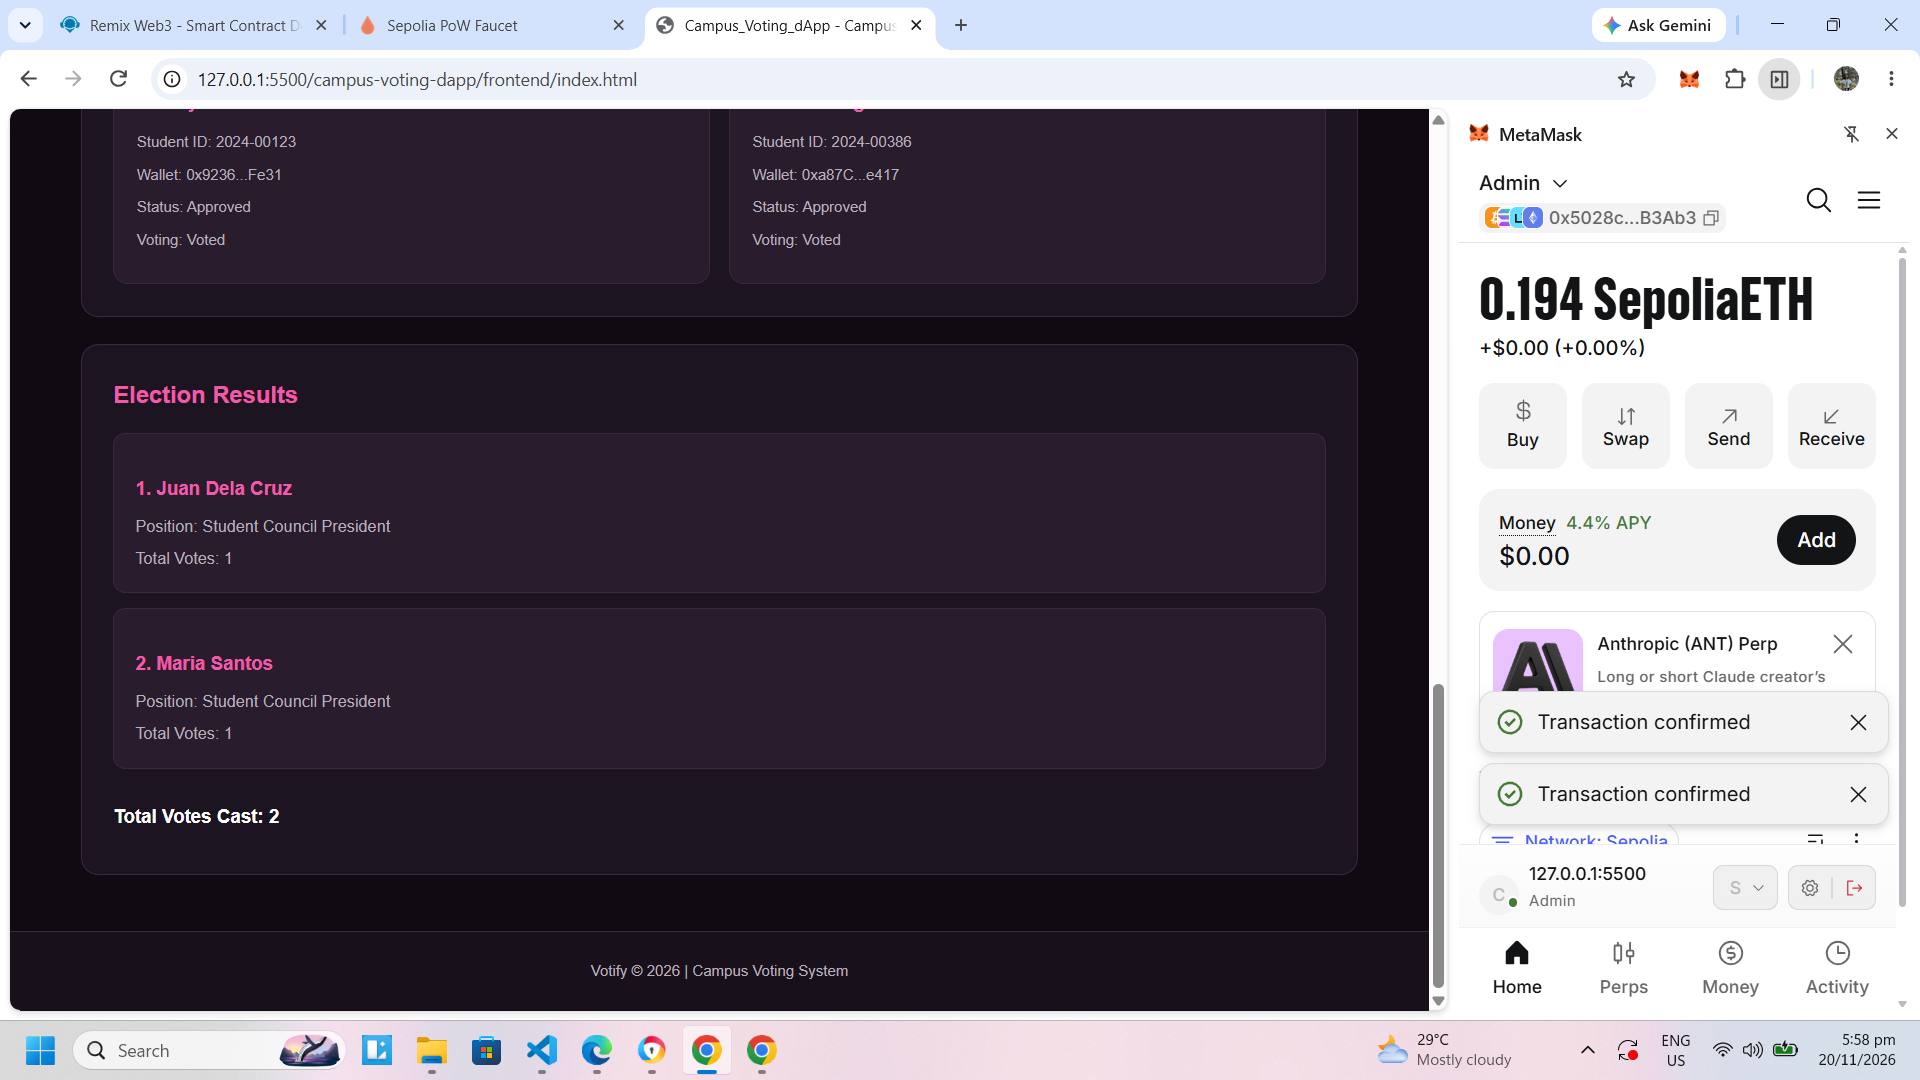 Remix Web3 - Smart Contract D
Sepolia PoW Faucet
Campus_Voting_dApp - Campus
Ask Gemini
127.0.0.1:5500/campus-voting-dapp/frontend/index.html
Student ID: 2024-00123
Wallet: 0x9236...Fe31
Status: Approved
Voting: Voted
Student ID: 2024-00386
Wallet: 0xa87C...e417
Status: Approved
Voting: Voted
Election Results
1. Juan Dela Cruz
Position: Student Council President
Total Votes: 1
2. Maria Santos
Position: Student Council President
Total Votes: 1
Total Votes Cast: 2
Votify © 2026 | Campus Voting System
MetaMask
Admin
0x5028c...B3Ab3
0.194 SepoliaETH
+$0.00 (+0.00%)
Buy
Swap
Send
Receive
Money 4.4% APY
$0.00
Add
Anthropic (ANT) Perp
Long or short Claude creator’s
Transaction confirmed
Transaction confirmed
Network: Sepolia
C
127.0.0.1:5500
Admin
S
Home
Perps
Money
Activity
Search
29°C
Mostly cloudy
ENG
US
5:58 pm
20/11/2026